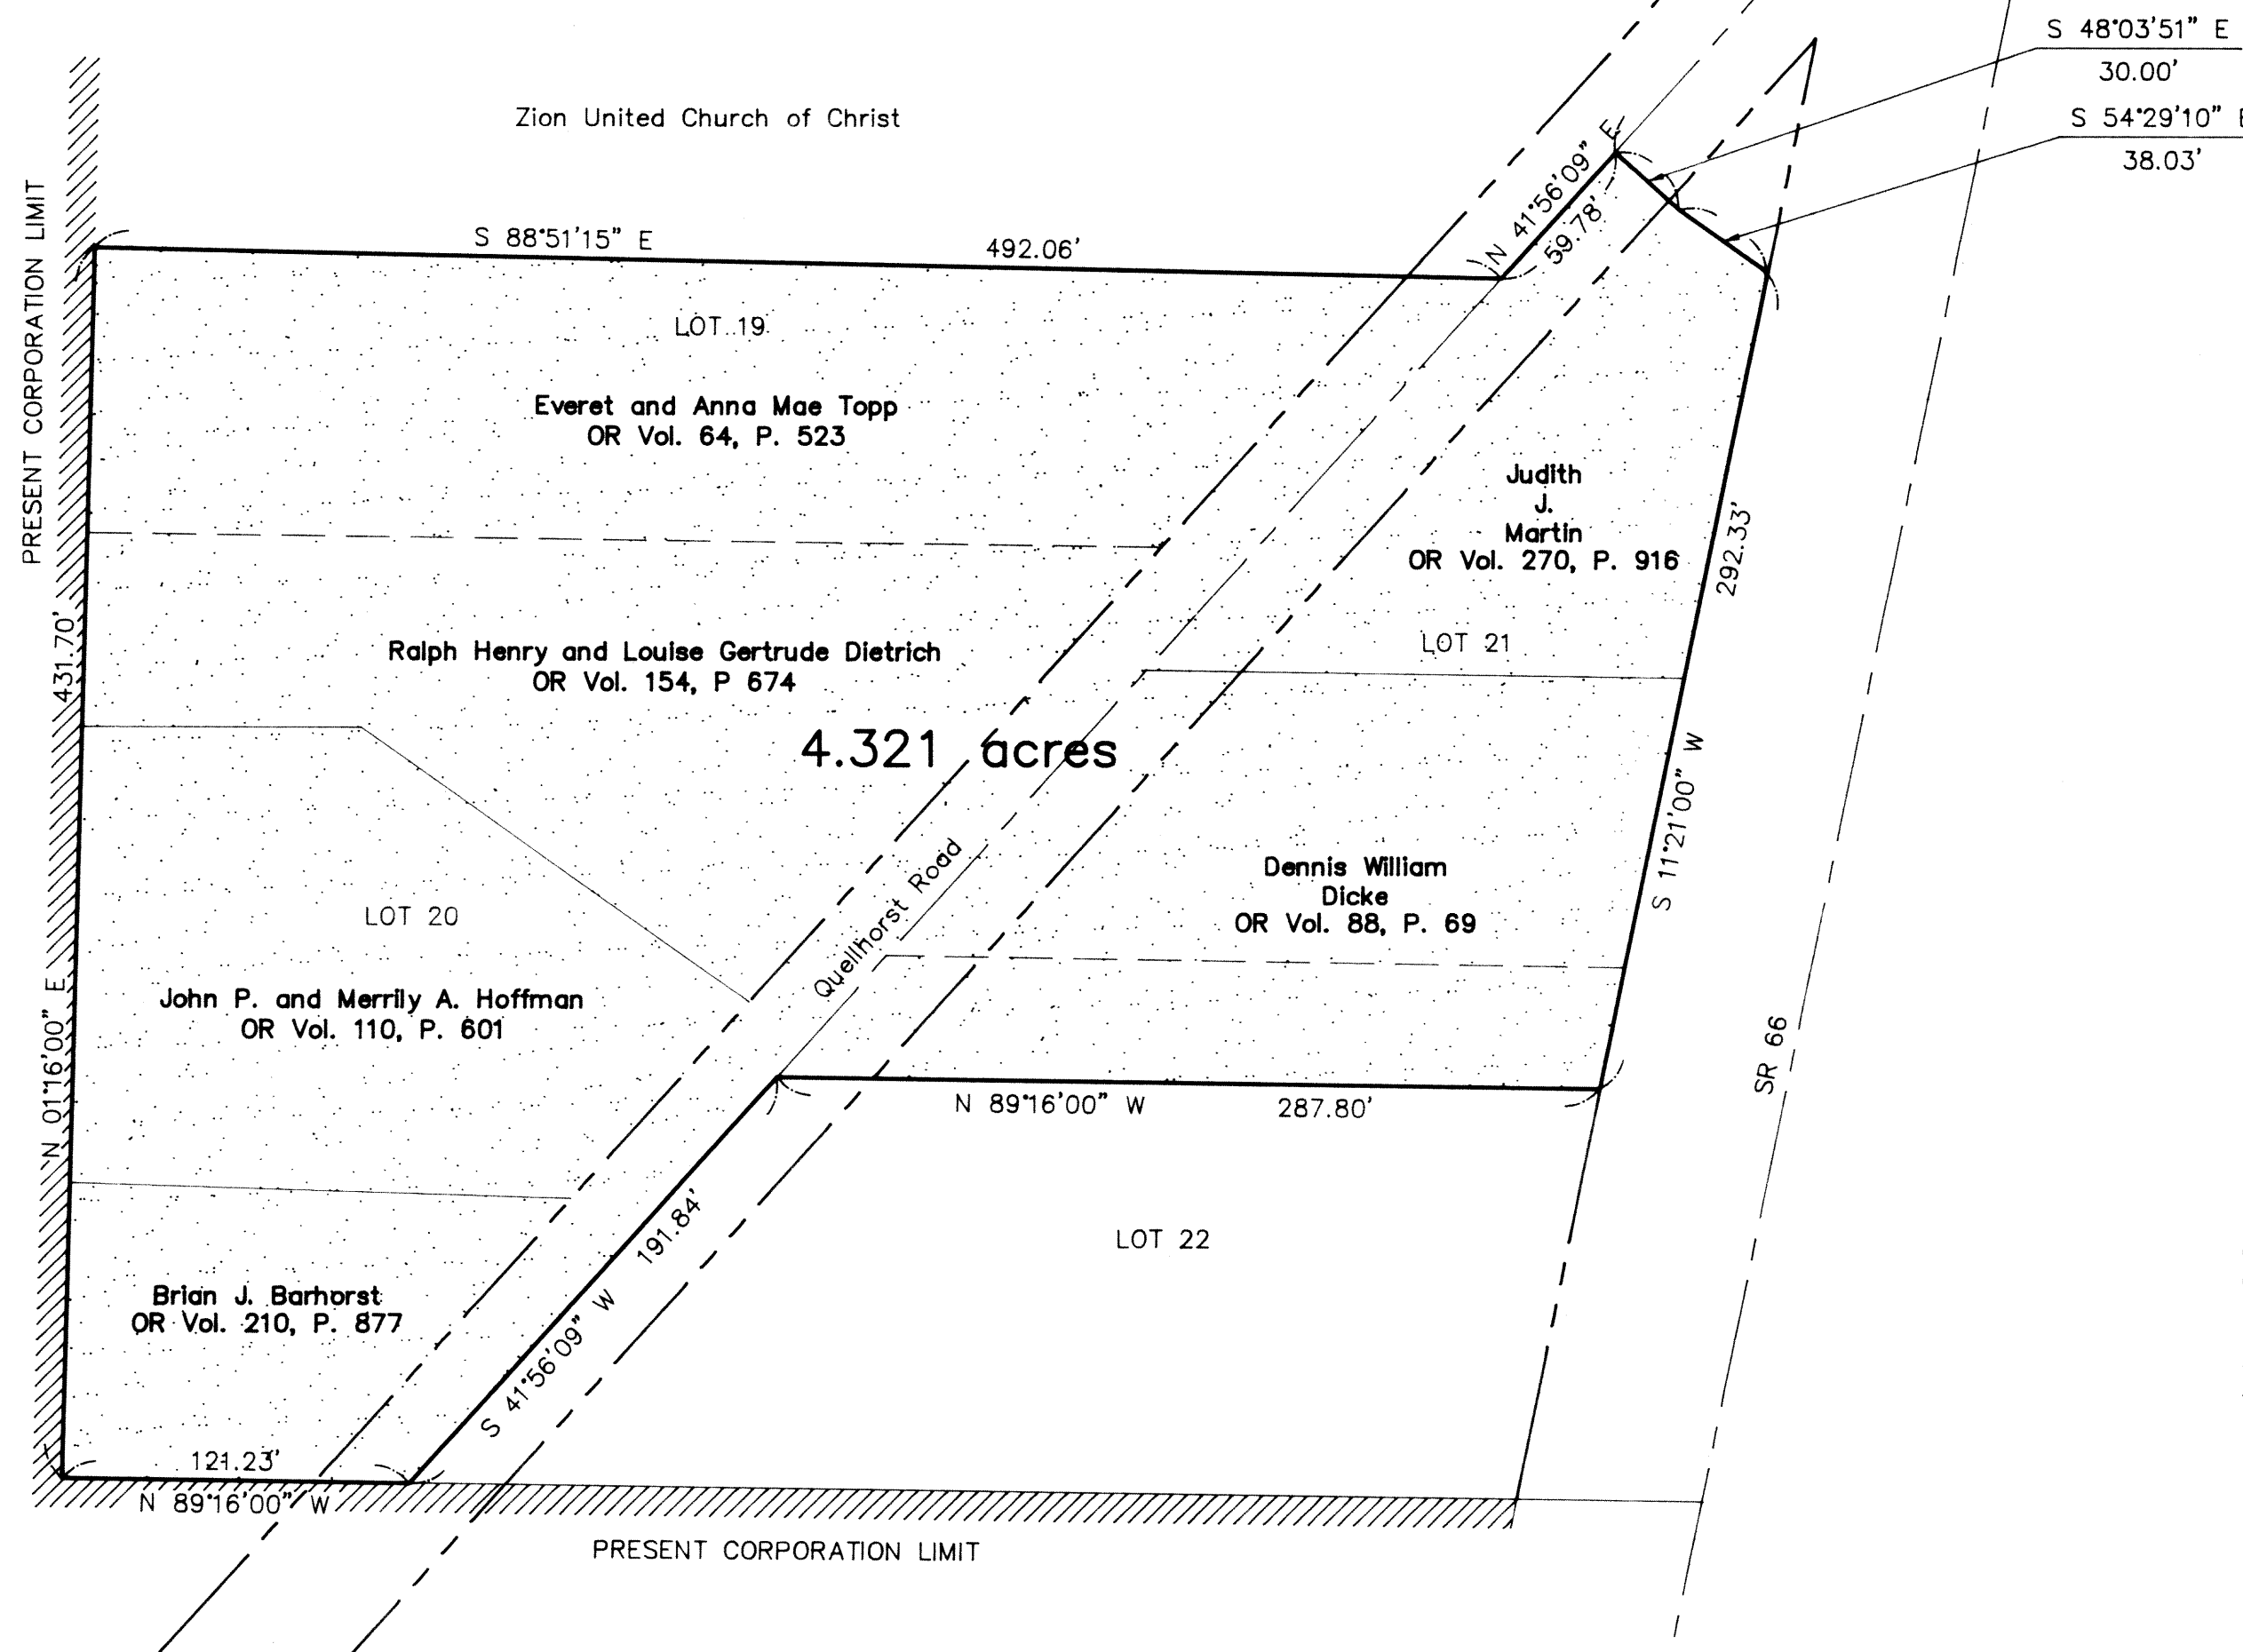 S 48°03'51" E
30.00'
S 54°29'10" E
38.03'
Zion United Church of Christ
N 41°56'09" E
59.78'
PRESENT CORPORATION LIMIT
S 88°51'15" E 492.06'
LOT 19
Everet and Anna Mae Topp
OR Vol. 64, P. 523
Judith
J.
Martin
OR Vol. 270, P. 916
292.33'
431.70'
LOT 21
Ralph Henry and Louise Gertrude Dietrich
OR Vol. 154, P 674
4.321 acres
S 11°21'00" W
Dennis William
Dicke
OR Vol. 88, P. 69
Quellhorst Road
LOT 20
John P. and Merrily A. Hoffman
OR Vol. 110, P. 601
N 01°16'00" E
SR 66
N 89°16'00" W 287.80'
191.84'
S 41°56'09" W
LOT 22
Brian J. Barhorst
OR Vol. 210, P. 877
121.23'
N 89°16'00" W
PRESENT CORPORATION LIMIT